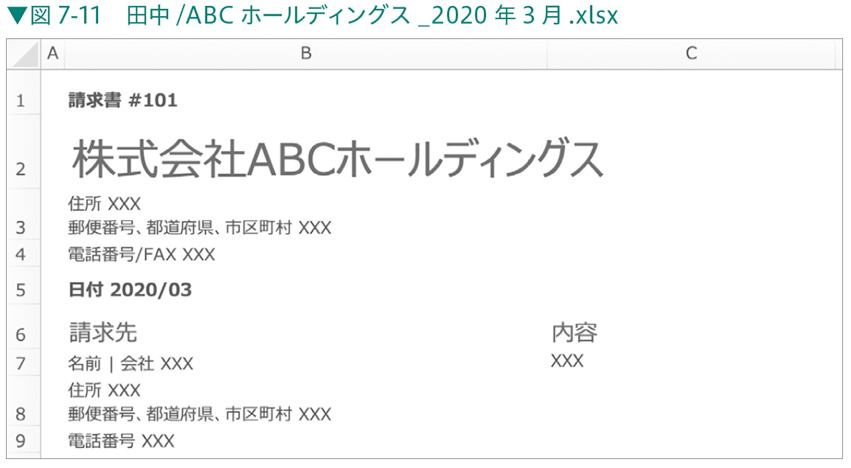 ▼図 7-11 田中 /ABC ホールディングス _2020 年 3 月 .xlsx
A B C
1 請求書 #101
2 株式会社ABCホールディングス
住所 XXX
3 郵便番号、都道府県、市区町村 XXX
4 電話番号/FAX XXX
5 日付 2020/03
6 請求先 内容
7 名前 | 会社 XXX XXX
住所 XXX
8 郵便番号、都道府県、市区町村 XXX
9 電話番号 XXX